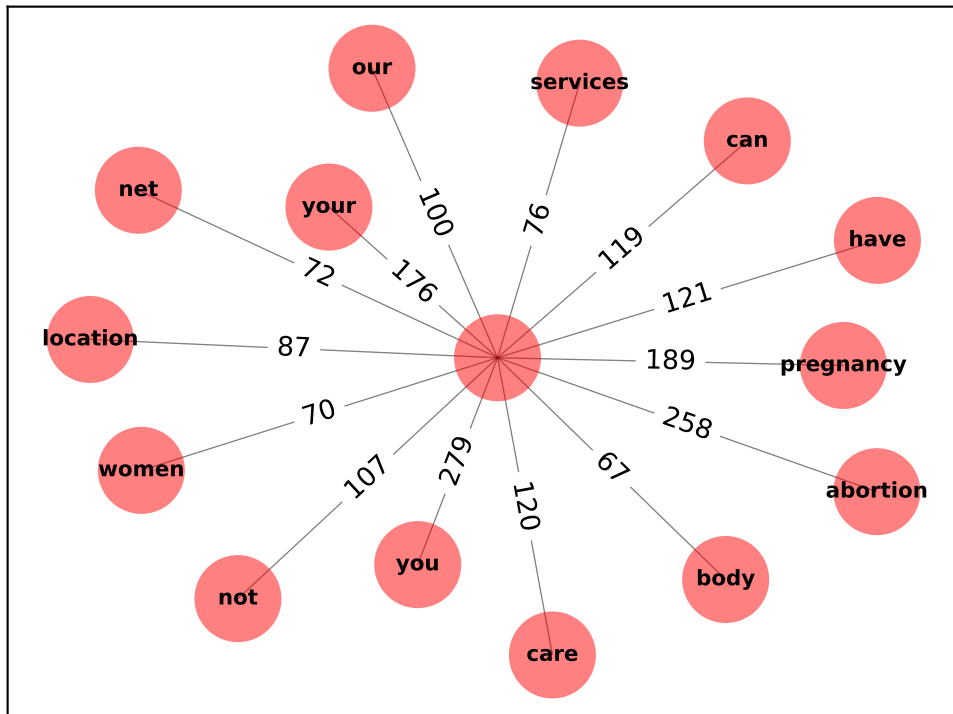 our
services
can
net
your
have
100
76
119
72
176
121
location
87
189
pregnancy
women
70
258
abortion
107
279
120
67
not
you
body
care